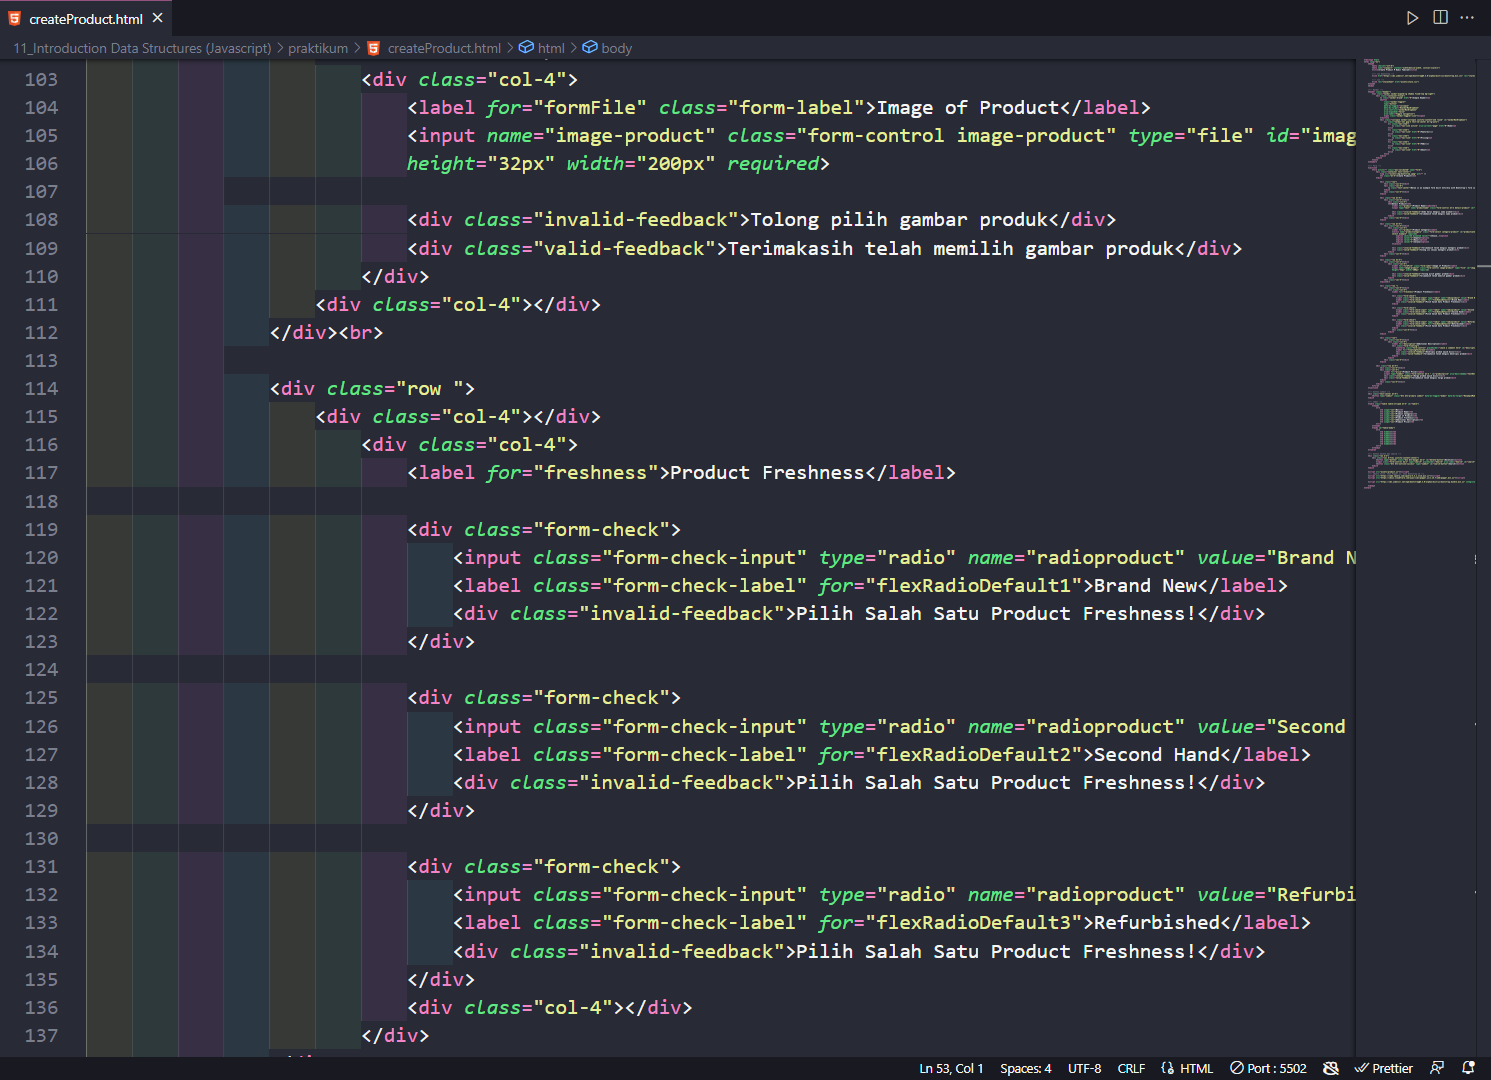 createProduct.html
11_Introduction Data Structures (Javascript) > praktikum > createProduct.html > html > body
103 <div class="col-4">
104 <label for="formFile" class="form-label">Image of Product</label>
105 <input name="image-product" class="form-control image-product" type="file" id="imag
106 height="32px" width="200px" required>
107
108 <div class="invalid-feedback">Tolong pilih gambar produk</div>
109 <div class="valid-feedback">Terimakasih telah memilih gambar produk</div>
110 </div>
111 <div class="col-4"></div>
112 </div><br>
113
114 <div class="row ">
115 <div class="col-4"></div>
116 <div class="col-4">
117 <label for="freshness">Product Freshness</label>
118
119 <div class="form-check">
120 <input class="form-check-input" type="radio" name="radioproduct" value="Brand N
121 <label class="form-check-label" for="flexRadioDefault1">Brand New</label>
122 <div class="invalid-feedback">Pilih Salah Satu Product Freshness!</div>
123 </div>
124
125 <div class="form-check">
126 <input class="form-check-input" type="radio" name="radioproduct" value="Second
127 <label class="form-check-label" for="flexRadioDefault2">Second Hand</label>
128 <div class="invalid-feedback">Pilih Salah Satu Product Freshness!</div>
129 </div>
130
131 <div class="form-check">
132 <input class="form-check-input" type="radio" name="radioproduct" value="Refurbi
133 <label class="form-check-label" for="flexRadioDefault3">Refurbished</label>
134 <div class="invalid-feedback">Pilih Salah Satu Product Freshness!</div>
135 </div>
136 <div class="col-4"></div>
137 </div>
Ln 53, Col 1 Spaces: 4 UTF-8 CRLF HTML Port : 5502 Prettier